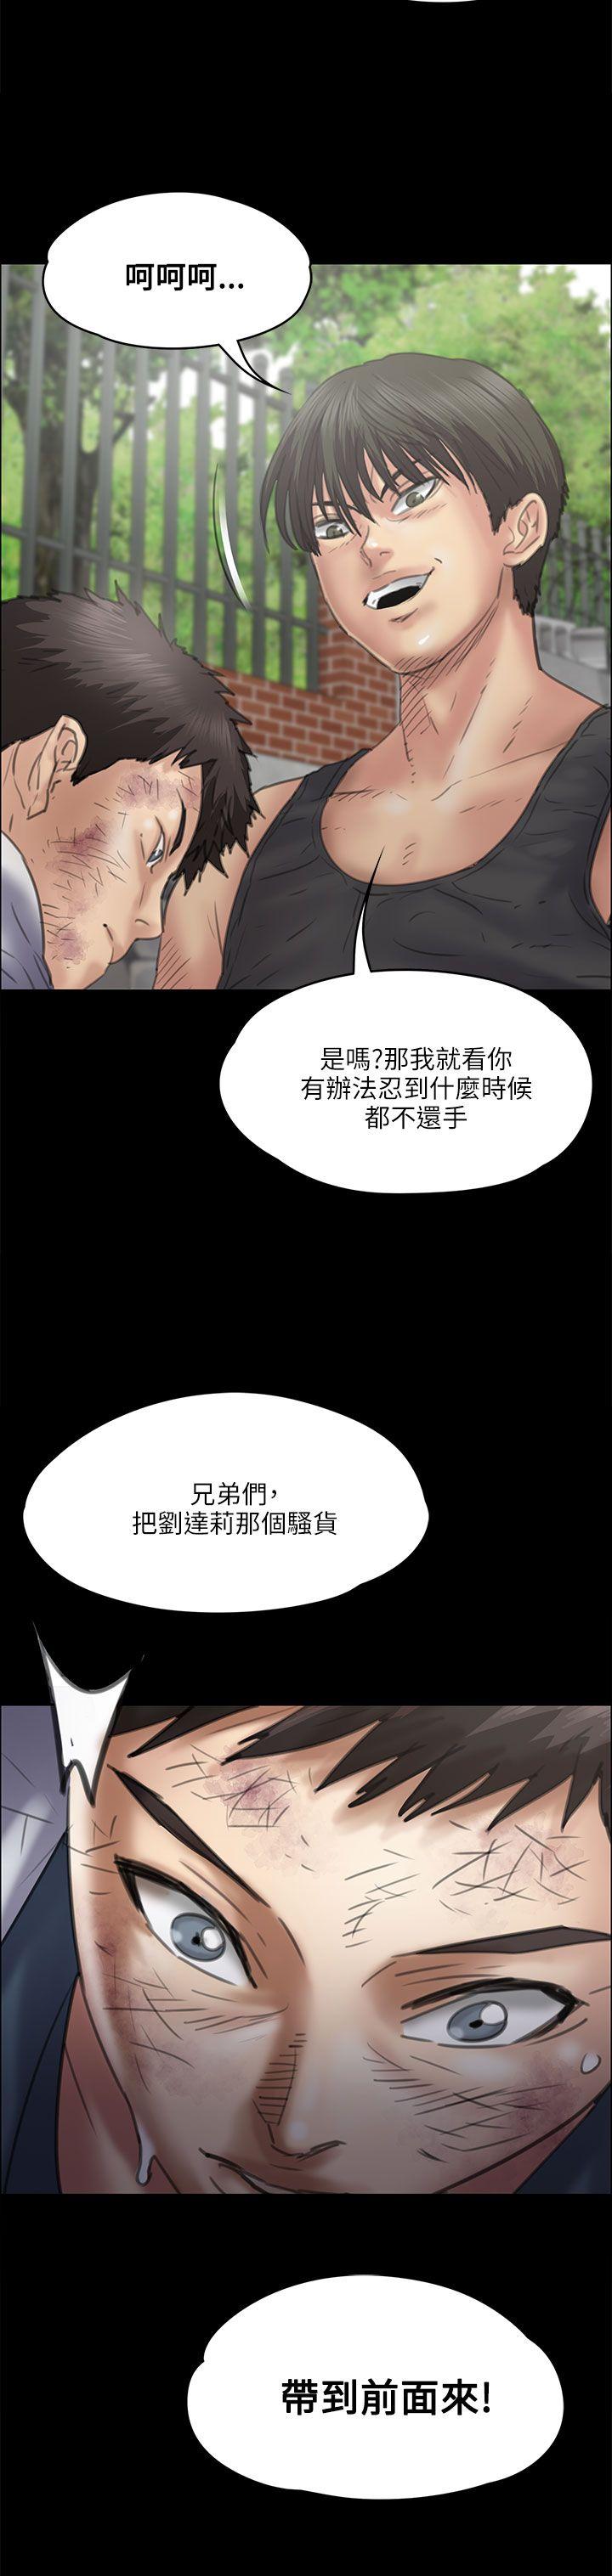 呵呵呵...
是嗎?那我就看你
有辦法忍到什麼時候
都不還手
兄弟們，
把劉達莉那個騷貨
帶到前面來!